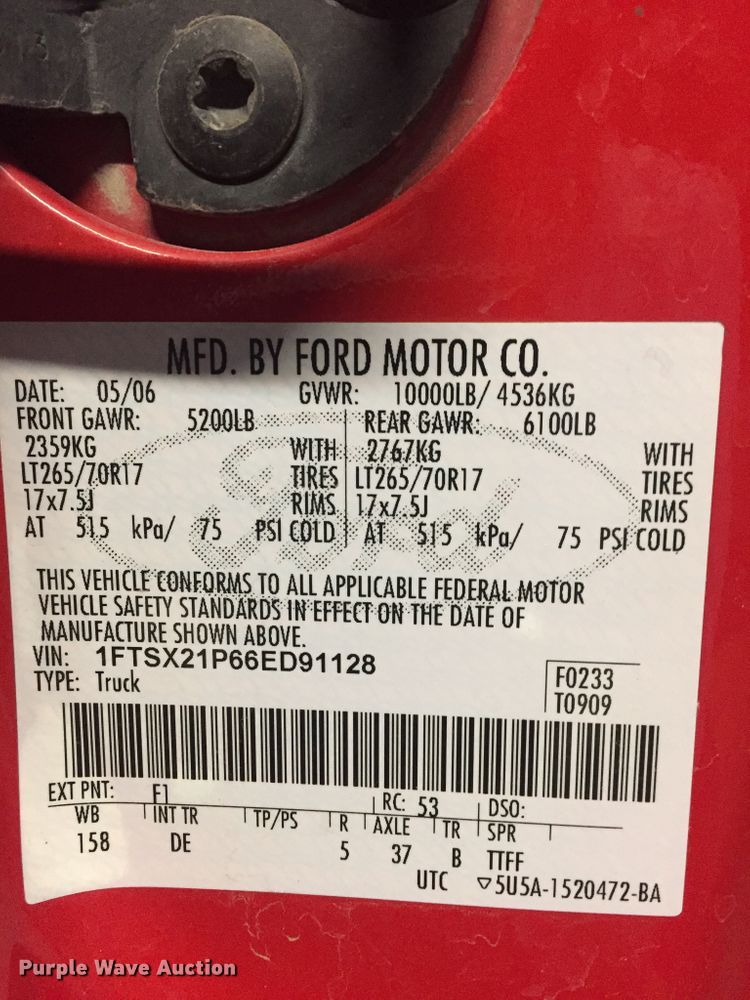 MFD. BY FORD MOTOR CO.
DATE: 05/06 GVWR: 10000LB/ 4536KG
FRONT GAWR: 5200LB REAR GAWR: 6100LB
2359KG WITH 2767KG WITH
LT265/70R17 TIRES LT265/70R17 TIRES
17x7.5J RIMS 17x7.5J RIMS
AT 515 kPa/ 75 PSI COLD AT 515 kPa/ 75 PSI COLD
Ford
THIS VEHICLE CONFORMS TO ALL APPLICABLE FEDERAL MOTOR
VEHICLE SAFETY STANDARDS IN EFFECT ON THE DATE OF
MANUFACTURE SHOWN ABOVE.
VIN: 1FTSX21P66ED91128
TYPE: Truck
F0233
T0909
EXT PNT: F1 RC: 53 DSO:
WB INT TR TP/PS R AXLE TR SPR
158 DE 5 37 B TTFF
UTC ▽5U5A-1520472-BA
Purple Wave Auction